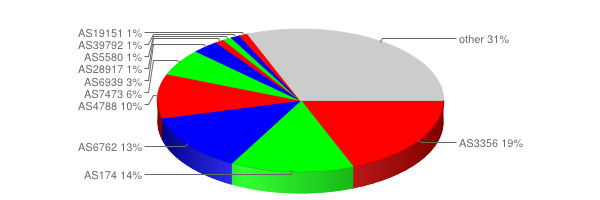 AS19151 1%
AS39792 1%
AS5580 1%
AS28917 1%
AS6939 3%
AS7473 6%
AS4788 10%
AS6762 13%
AS174 14%
other 31%
AS3356 19%